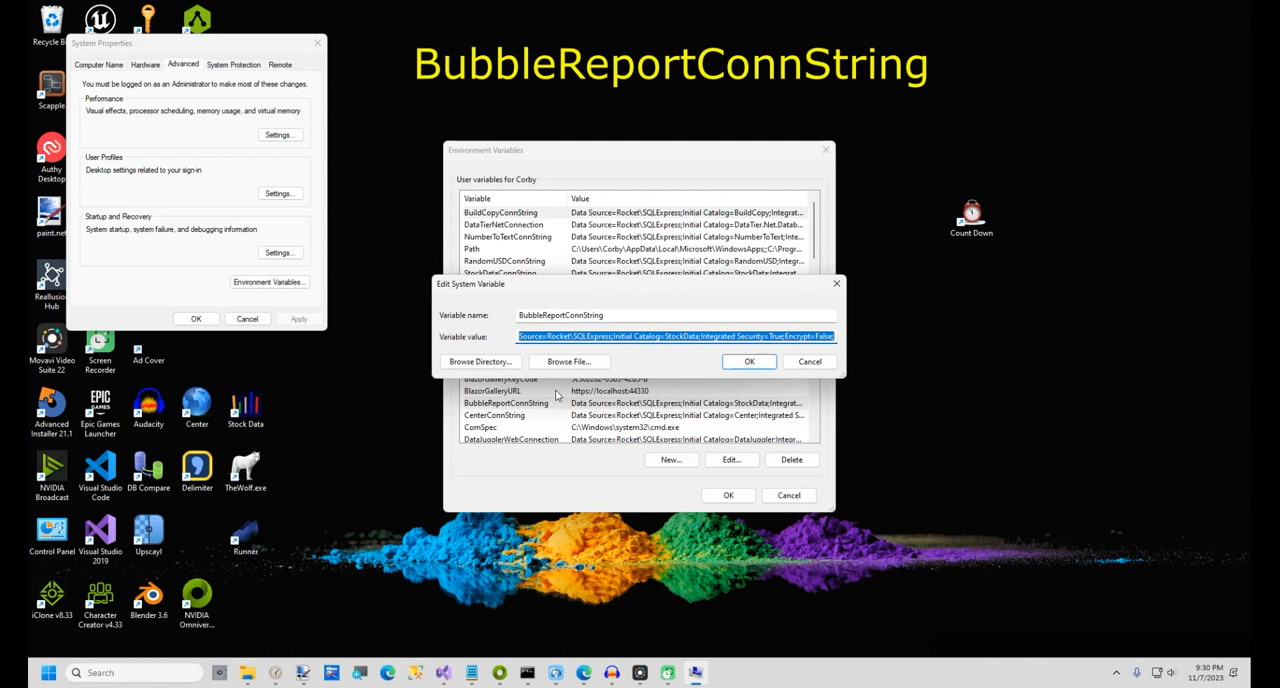 BubbleReportConnString
Recycle Bi
Scapple
Authy
Desktop
paint.net
Reallusion
Hub
Movavi Video
Suite 22
Screen
Recorder
Ad Cover
Advanced
Installer 21.1
Epic Games
Launcher
Audacity
Center
Stock Data
NVIDIA
Broadcast
Visual Studio
Code
DB Compare
Delimiter
TheWolf.exe
Control Panel
Visual Studio
2019
Upscayl
Runner
iClone v8.33
Character
Creator v4.33
Blender 3.6
NVIDIA
Omniver...
Count Down
System Properties
Computer Name Hardware Advanced System Protection Remote
You must be logged on as an Administrator to make most of these changes.
Performance
Visual effects, processor scheduling, memory usage, and virtual memory
Settings...
User Profiles
Desktop settings related to your sign-in
Settings...
Startup and Recovery
System startup, system failure, and debugging information
Settings...
Environment Variables...
OK Cancel Apply
Environment Variables
User variables for Corby
Variable Value
BuildCopyConnString Data Source=Rocket\SQLExpress;Initial Catalog=BuildCopy;Integrat...
DataTierNetConnection Data Source=Rocket\SQLExpress;Initial Catalog=DataTier.Net.Datab...
NumberToTextConnString Data Source=Rocket\SQLExpress;Initial Catalog=NumberToText;Inte...
Path C:\Users\Corby\AppData\Local\Microsoft\WindowsApps;;C:\Progr...
RandomUSDConnString Data Source=Rocket\SQLExpress;Initial Catalog=RandomUSD;Integr...
StockDataConnString Data Source=Rocket\SQLExpress;Initial Catalog=StockData;Integrat...
Edit System Variable
Variable name: BubbleReportConnString
Variable value: Source=Rocket\SQLExpress;Initial Catalog=StockData;Integrated Security=True;Encrypt=False;
Browse Directory... Browse File... OK Cancel
BlazorGalleryKeyCode
BlazorGalleryURL https://localhost:44330
BubbleReportConnString Data Source=Rocket\SQLExpress;Initial Catalog=StockData;Integrat...
CenterConnString Data Source=Rocket\SQLExpress;Initial Catalog=Center;Integrated S...
ComSpec C:\Windows\system32\cmd.exe
DataJugglerWebConnection Data Source=Rocket\SQLExpress;Initial Catalog=DataJuggler;Integr...
New... Edit... Delete
OK Cancel
Search
9:30 PM
11/7/2023